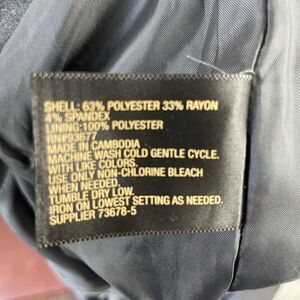 SHELL: 63% POLYESTER 33% RAYON
4% SPANDEX
LINING:100% POLYESTER
RN#93677
MADE IN CAMBODIA
MACHINE WASH COLD GENTLE CYCLE.
WITH LIKE COLORS.
USE ONLY NON-CHLORINE BLEACH
WHEN NEEDED.
TUMBLE DRY LOW.
IRON ON LOWEST SETTING AS NEEDED.
SUPPLIER 73678-5